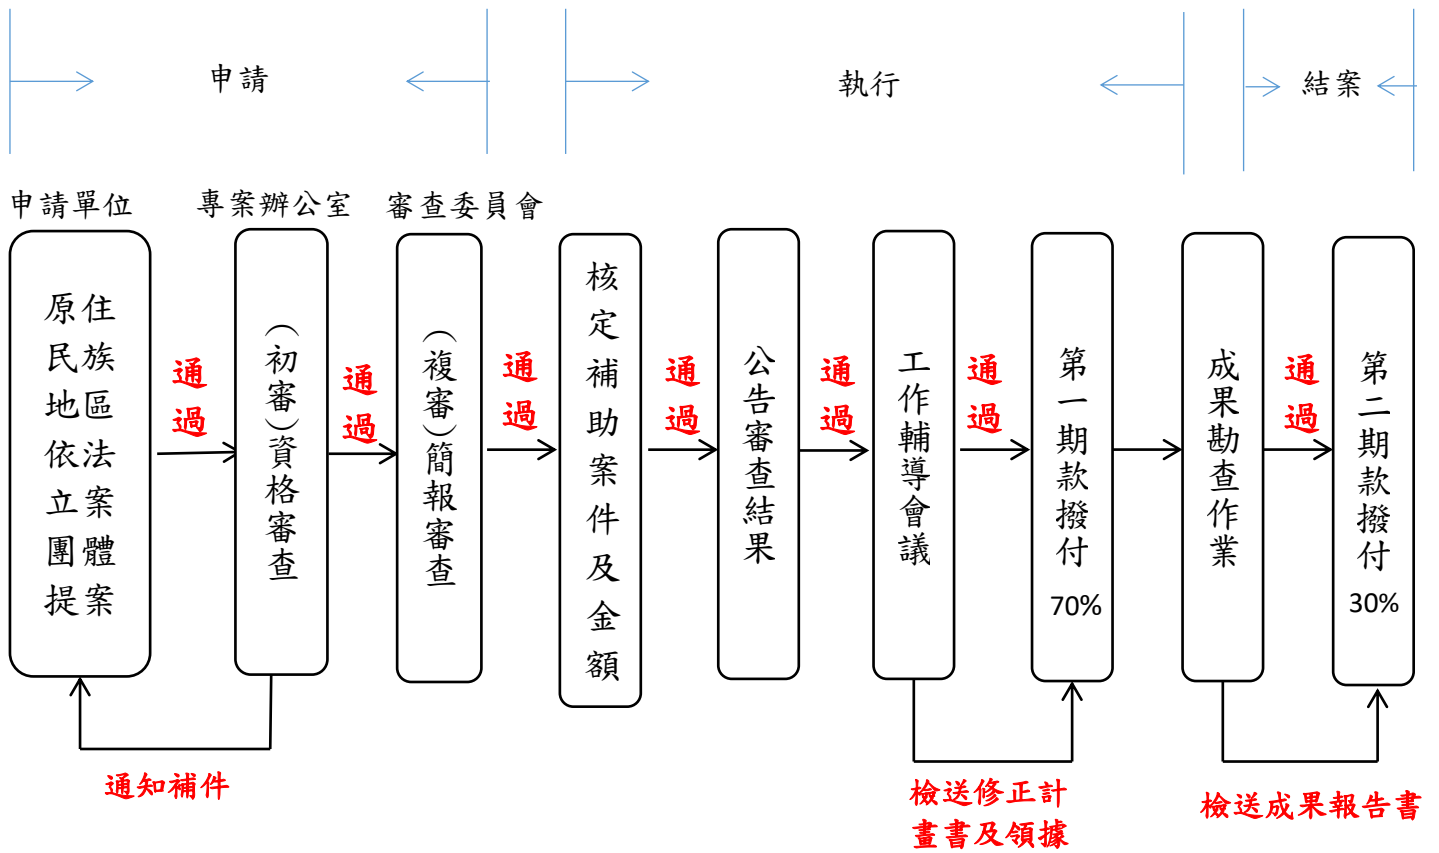 申請
執行
結案
申請單位
專案辦公室
審查委員會
原住
民族
地區
依法
立案
團體
提案
通過
(初審)資格審查
通過
(複審)簡報審查
通過
核定補助案件及金額
通過
公告審查結果
通過
工作輔導會議
通過
第一期款撥付
70%
成果勘查作業
通過
第二期款撥付
30%
通知補件
檢送修正計
畫書及領據
檢送成果報告書